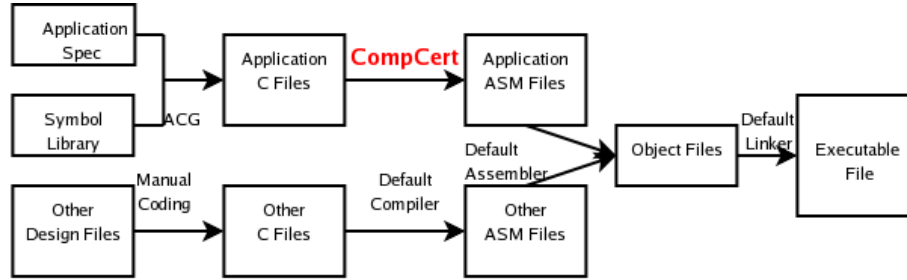 Application
Spec
Symbol
Library
ACG
Application
C Files
CompCert
Application
ASM Files
Other
Design Files
Manual
Coding
Other
C Files
Default
Compiler
Other
ASM Files
Default
Assembler
Object Files
Default
Linker
Executable
File